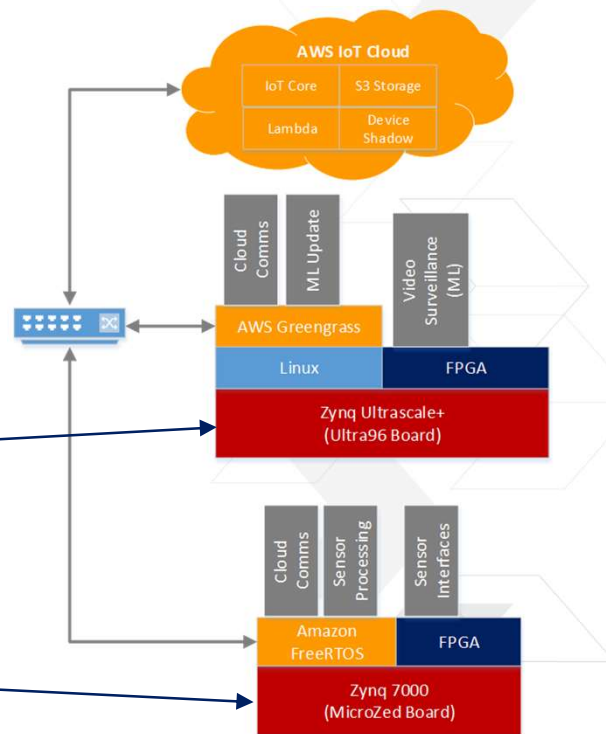 AWS IoT Cloud
IoT Core
S3 Storage
Lambda
Device
Shadow
Cloud
Comms
ML Update
Video
Surveillance
(ML)
AWS Greengrass
Linux
FPGA
Zynq Ultrascale+
(Ultra96 Board)
Cloud
Comms
Sensor
Processing
Sensor
Interfaces
Amazon
FreeRTOS
FPGA
Zynq 7000
(MicroZed Board)